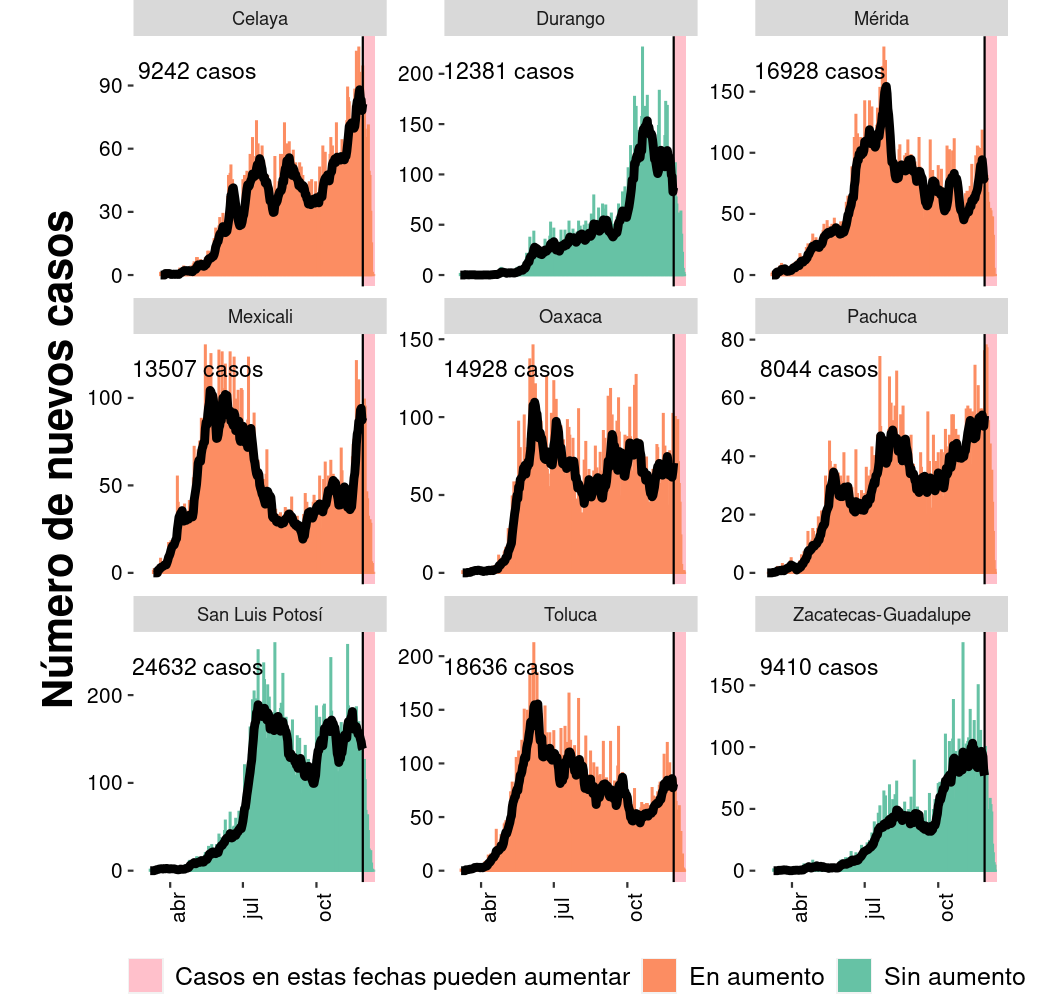 Número de nuevos casos
Celaya
Durango
Mérida
9242 casos
12381 casos
16928 casos
90
60
30
0
200
150
100
50
0
150
100
50
0
Mexicali
Oaxaca
Pachuca
13507 casos
14928 casos
8044 casos
100
50
0
150
100
50
0
80
60
40
20
0
San Luis Potosí
Toluca
Zacatecas-Guadalupe
24632 casos
18636 casos
9410 casos
200
100
0
200
150
100
50
0
150
100
50
0
abr
jul
oct
abr
jul
oct
abr
jul
oct
Casos en estas fechas pueden aumentar
En aumento
Sin aumento